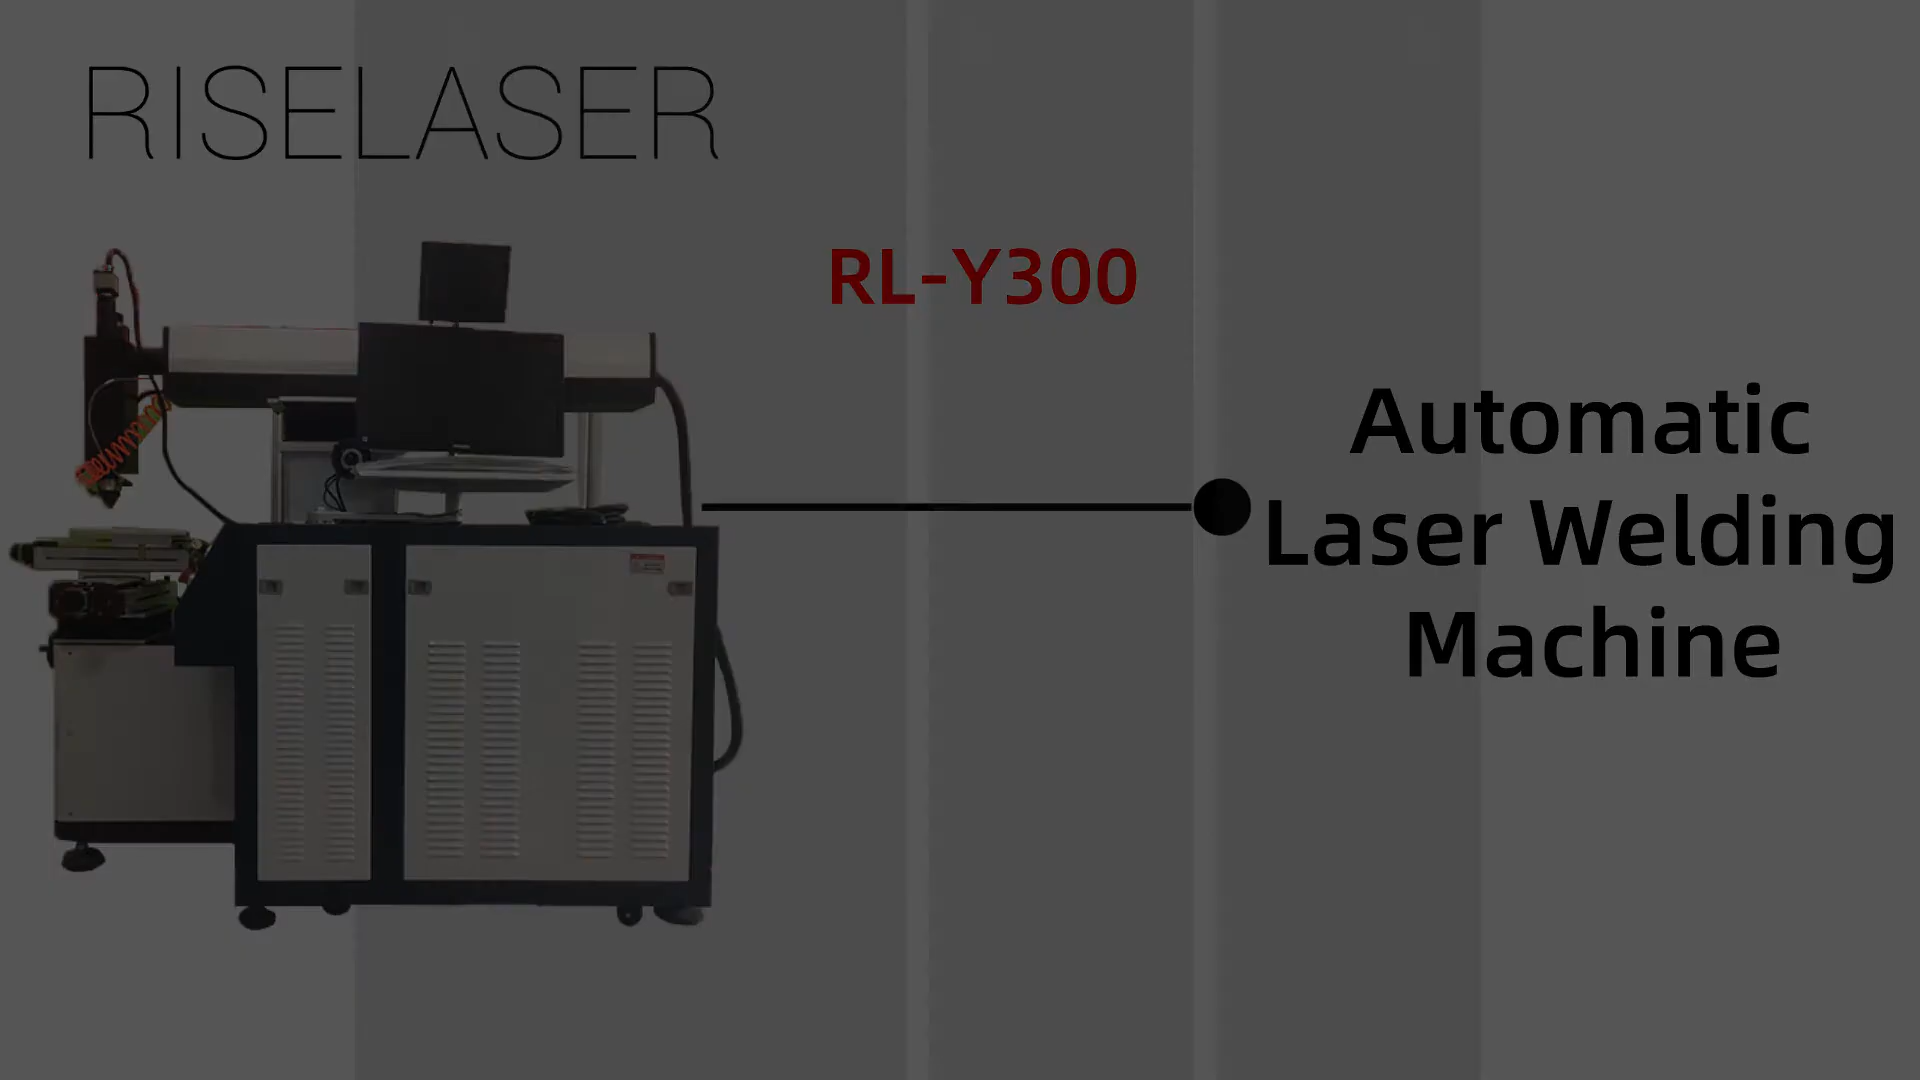 RISELASER
RL-Y300
Automatic
Laser Welding
Machine